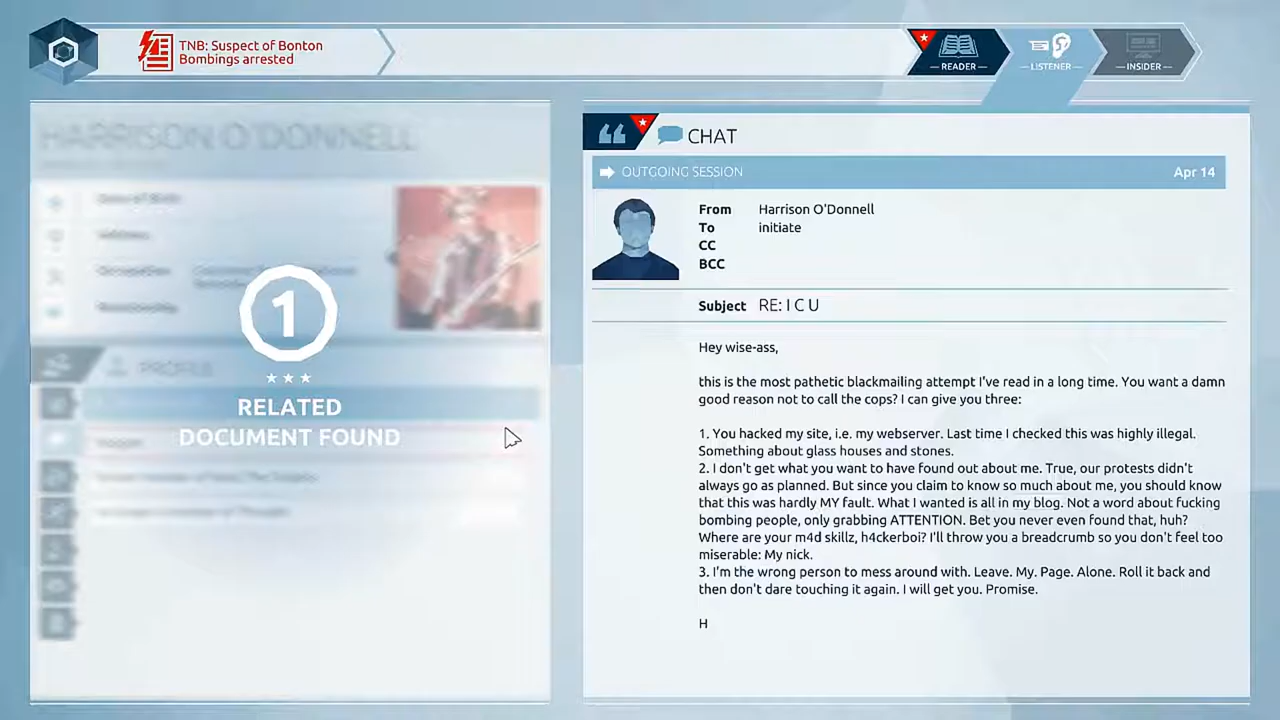 TNB: Suspect of Bonton
Bombings arrested
READER
LISTENER
INSIDER
HARRISON O'DONNELL
PROFILE
1
RELATED
DOCUMENT FOUND
CHAT
OUTGOING SESSION Apr 14
From Harrison O'Donnell
To initiate
CC
BCC
Subject RE: I C U
Hey wise-ass,
this is the most pathetic blackmailing attempt I've read in a long time. You want a damn
good reason not to call the cops? I can give you three:
1. You hacked my site, i.e. my webserver. Last time I checked this was highly illegal.
Something about glass houses and stones.
2. I don't get what you want to have found out about me. True, our protests didn't
always go as planned. But since you claim to know so much about me, you should know
that this was hardly MY fault. What I wanted is all in my blog. Not a word about fucking
bombing people, only grabbing ATTENTION. Bet you never even found that, huh?
Where are your m4d skillz, h4ckerboi? I'll throw you a breadcrumb so you don't feel too
miserable: My nick.
3. I'm the wrong person to mess around with. Leave. My. Page. Alone. Roll it back and
then don't dare touching it again. I will get you. Promise.
H